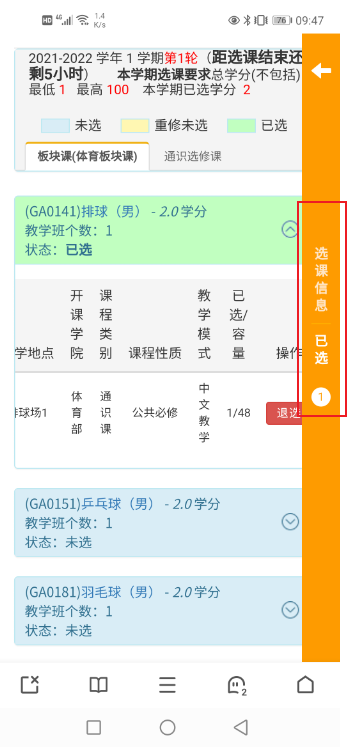 HD 4G 1.4 K/s 76 09:47
2021-2022 学年 1 学期第1轮（距选课结束还
剩5小时） 本学期选课要求总学分(不包括)
最低 1 最高 100 本学期已选学分 2
未选 重修未选 已选
板块课(体育板块课) 通识选修课
(GA0141)排球（男） - 2.0 学分
教学班个数：1
状态：已选
学地点 开课学院 课程类别 课程性质 教学模式 已选/容量 操作
排球场1 体育部 通识课 公共必修 中文教学 1/48 退选
(GA0151)乒乓球（男） - 2.0 学分
教学班个数：1
状态：未选
(GA0181)羽毛球（男） - 2.0 学分
教学班个数：1
状态：未选
选课信息
已选
1
2